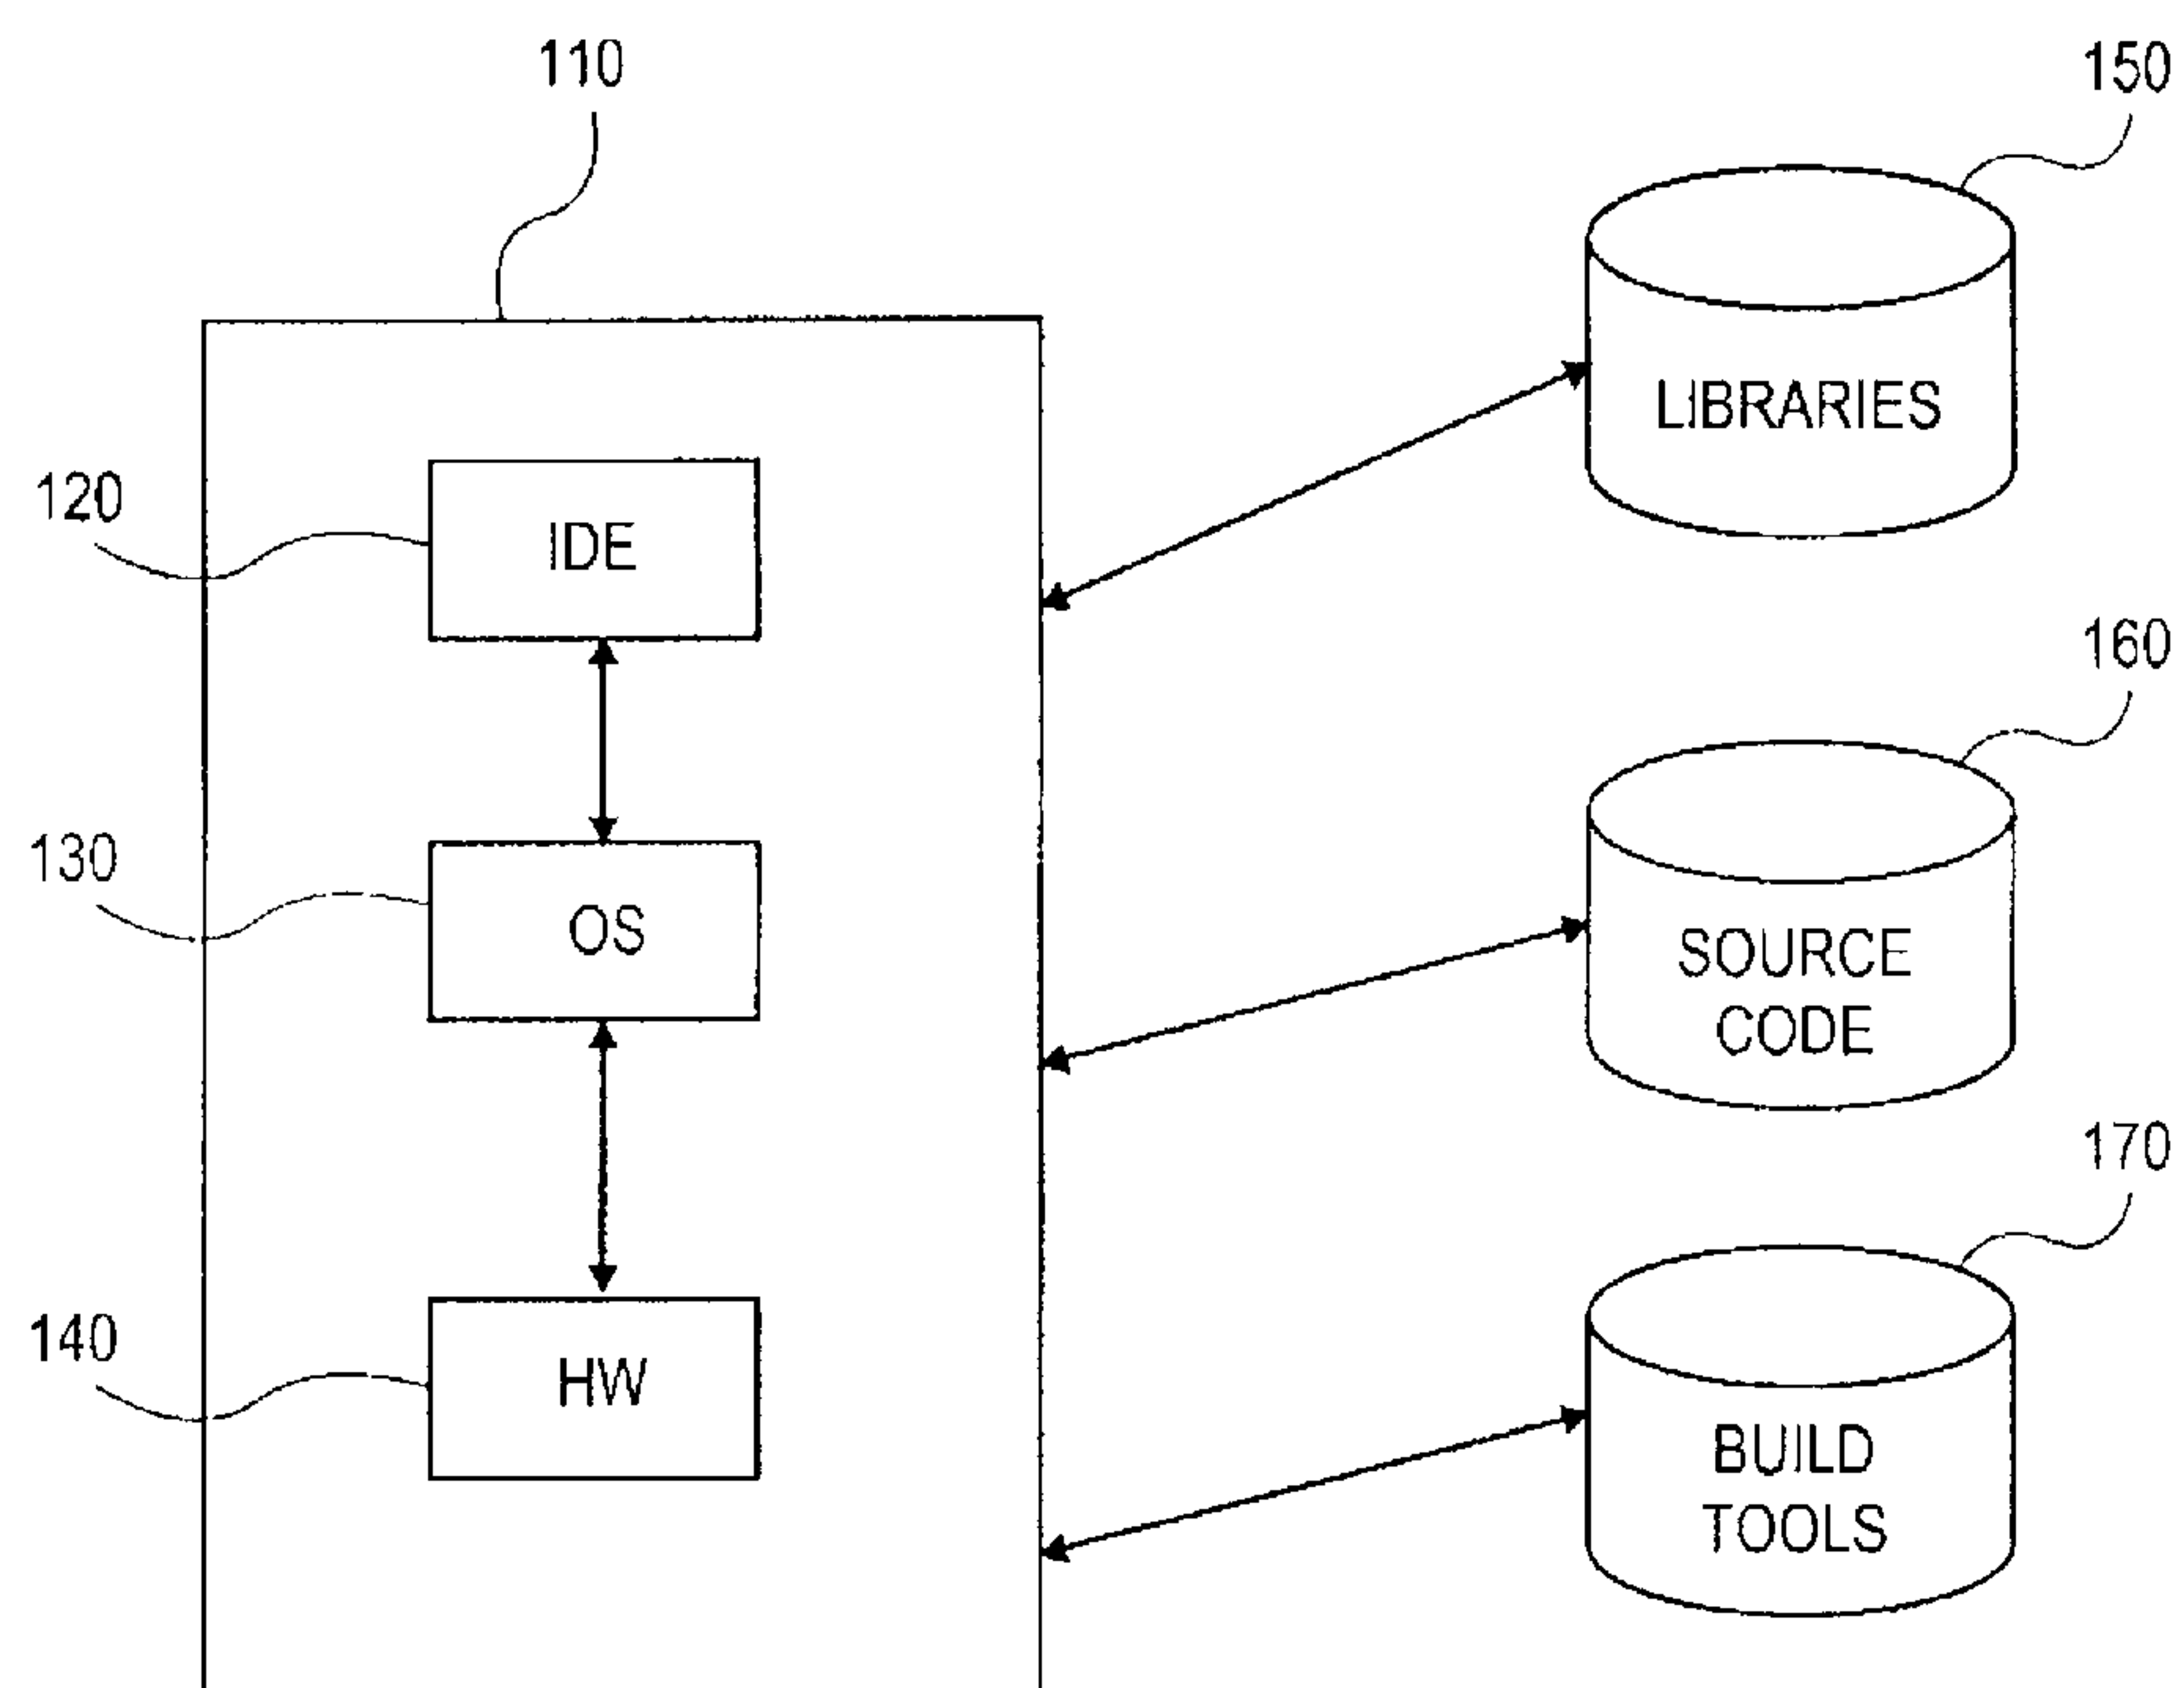 110
150
LIBRARIES
120
IDE
160
130
OS
SOURCE
CODE
170
140
HW
BUILD
TOOLS